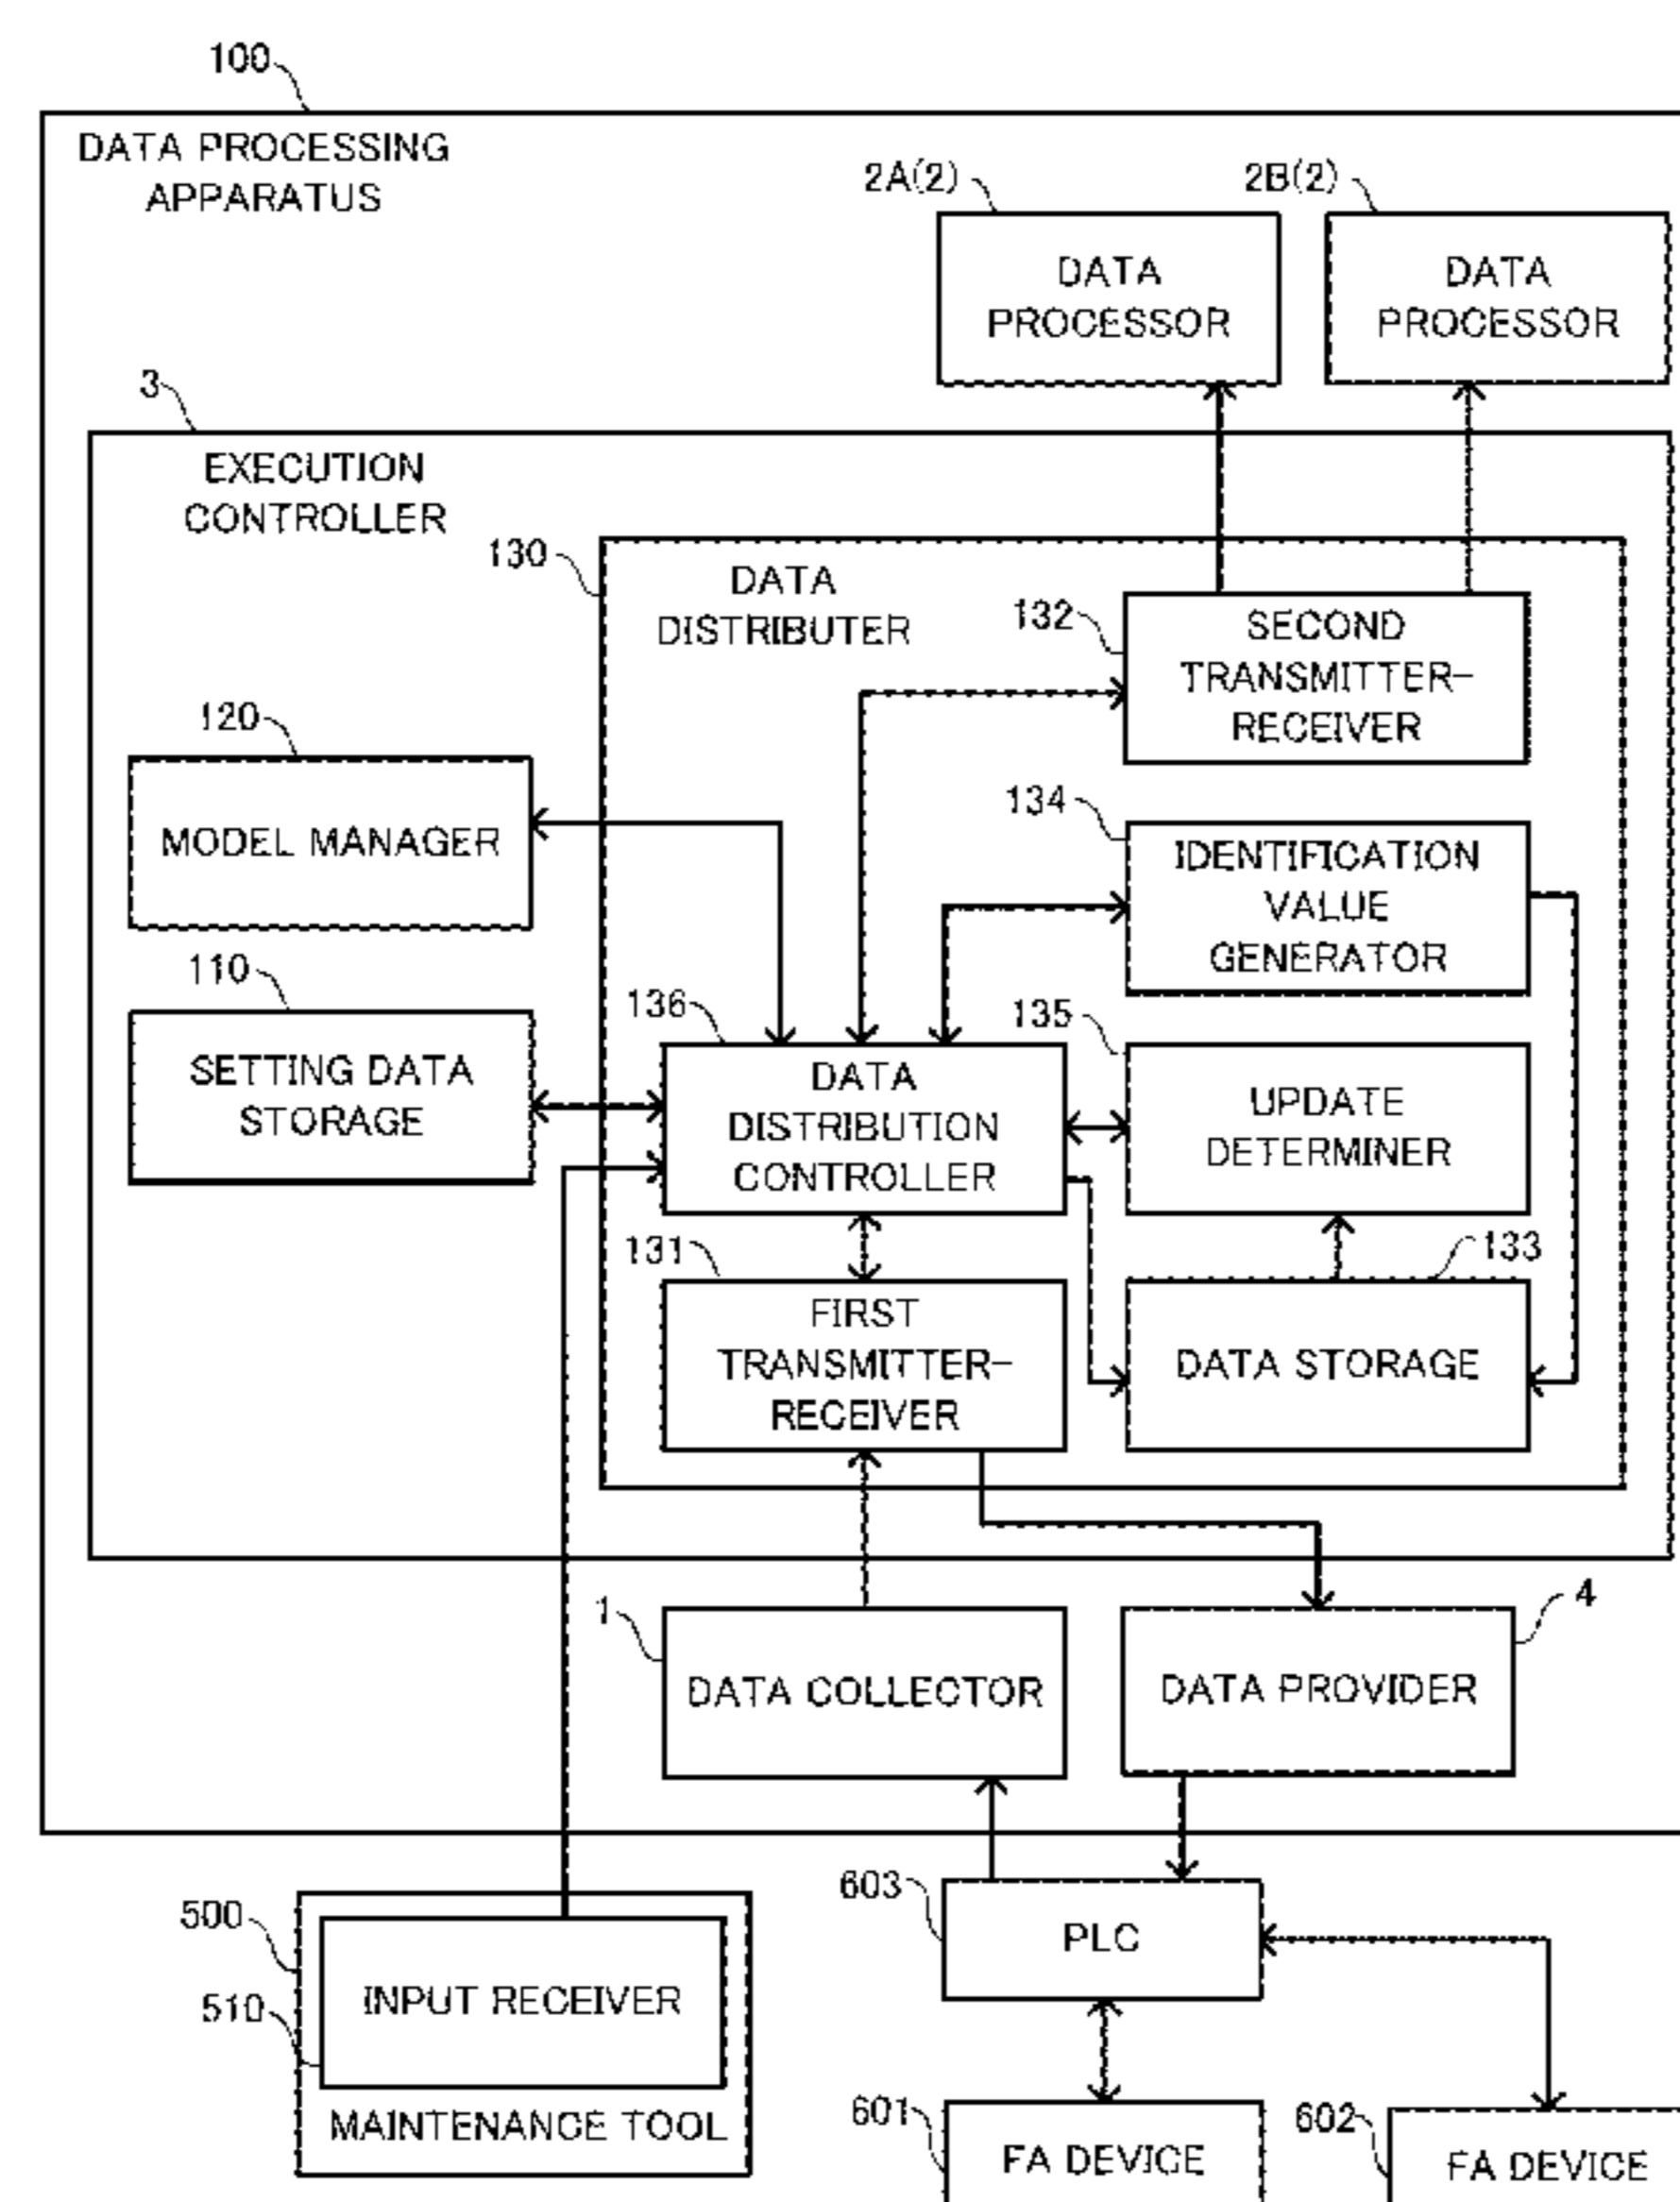 100
DATA PROCESSING
APPARATUS
2A(2)
2B(2)
DATA
PROCESSOR
DATA
PROCESSOR
3
EXECUTION
CONTROLLER
130
DATA
DISTRIBUTER
132
SECOND
TRANSMITTER-
RECEIVER
120
MODEL MANAGER
134
IDENTIFICATION
VALUE
GENERATOR
110
SETTING DATA
STORAGE
136
DATA
DISTRIBUTION
CONTROLLER
135
UPDATE
DETERMINER
131
FIRST
TRANSMITTER-
RECEIVER
133
DATA STORAGE
1
DATA COLLECTOR
4
DATA PROVIDER
500
510
INPUT RECEIVER
MAINTENANCE TOOL
603
PLC
601
FA DEVICE
602
FA DEVICE